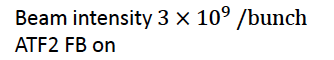 Beam intensity 3 × 10⁹ /bunch
ATF2 FB on